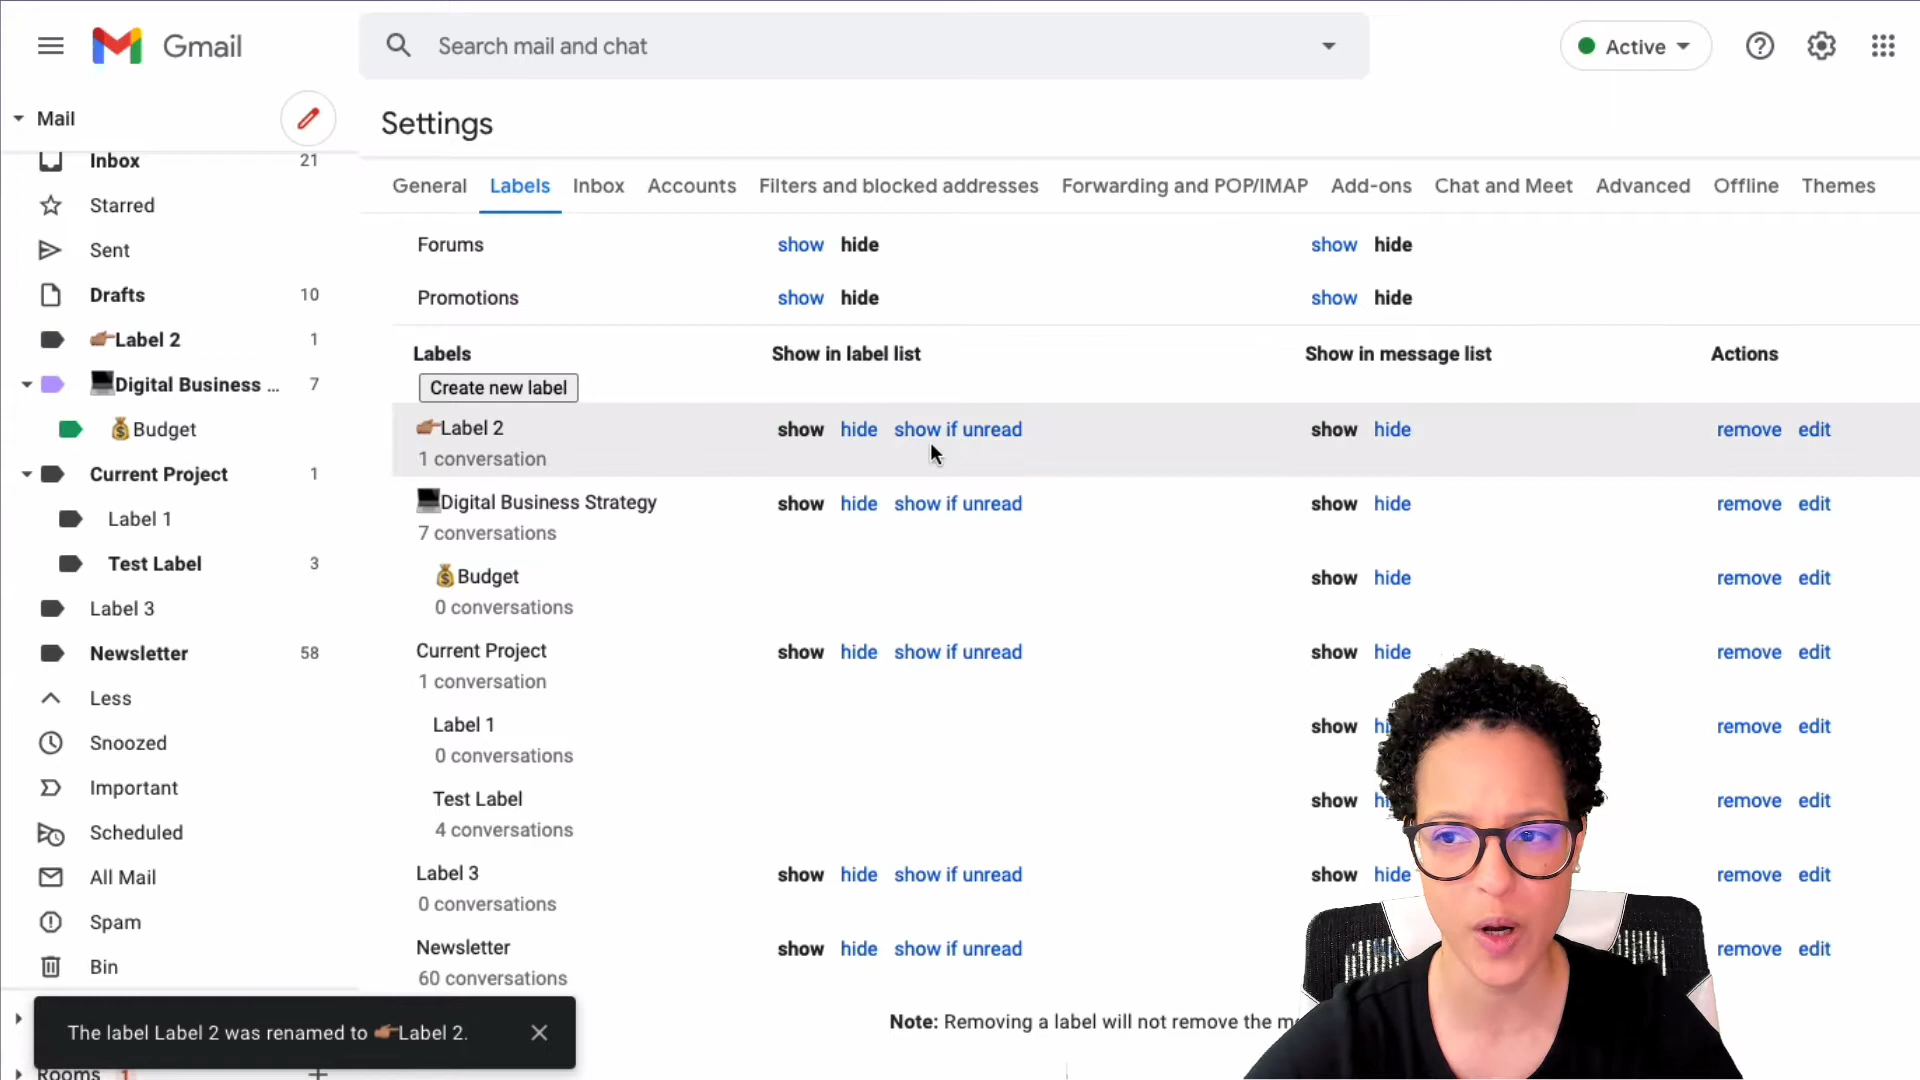 Gmail
Search mail and chat
Active
Mail
Settings
Inbox 21
Starred
Sent
Drafts 10
👉🏽Label 2 1
💻Digital Business ... 7
💰Budget
Current Project 1
Label 1
Test Label 3
Label 3
Newsletter 58
Less
Snoozed
Important
Scheduled
All Mail
Spam
Bin
Rooms 1
General Labels Inbox Accounts Filters and blocked addresses Forwarding and POP/IMAP Add-ons Chat and Meet Advanced Offline Themes
Forums show hide show hide
Promotions show hide show hide
Labels Show in label list Show in message list Actions
Create new label
👉🏽Label 2 show hide show if unread show hide remove edit
1 conversation
💻Digital Business Strategy show hide show if unread show hide remove edit
7 conversations
💰Budget show hide remove edit
0 conversations
Current Project show hide show if unread show hide remove edit
1 conversation
Label 1 show remove edit
0 conversations
Test Label show remove edit
4 conversations
Label 3 show hide show if unread show hide remove edit
0 conversations
Newsletter show hide show if unread remove edit
60 conversations
Note: Removing a label will not remove the
The label Label 2 was renamed to 👉🏽Label 2.